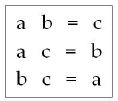 a b = c
a c = b
b c = a